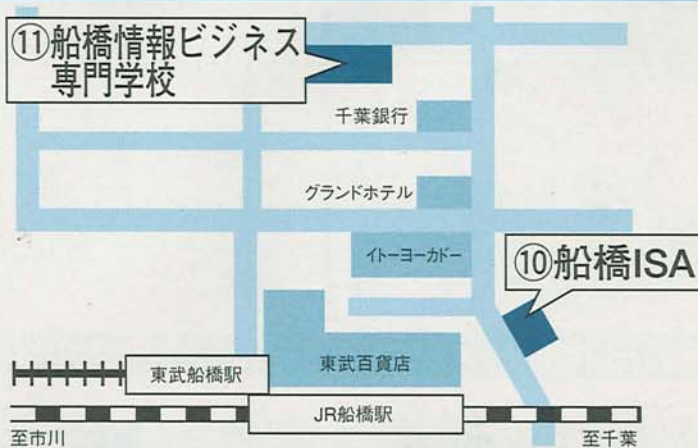 ⑪船橋情報ビジネス
専門学校
千葉銀行
グランドホテル
イトーヨーカドー
⑩船橋ISA
東武百貨店
東武船橋駅
JR船橋駅
至市川
至千葉